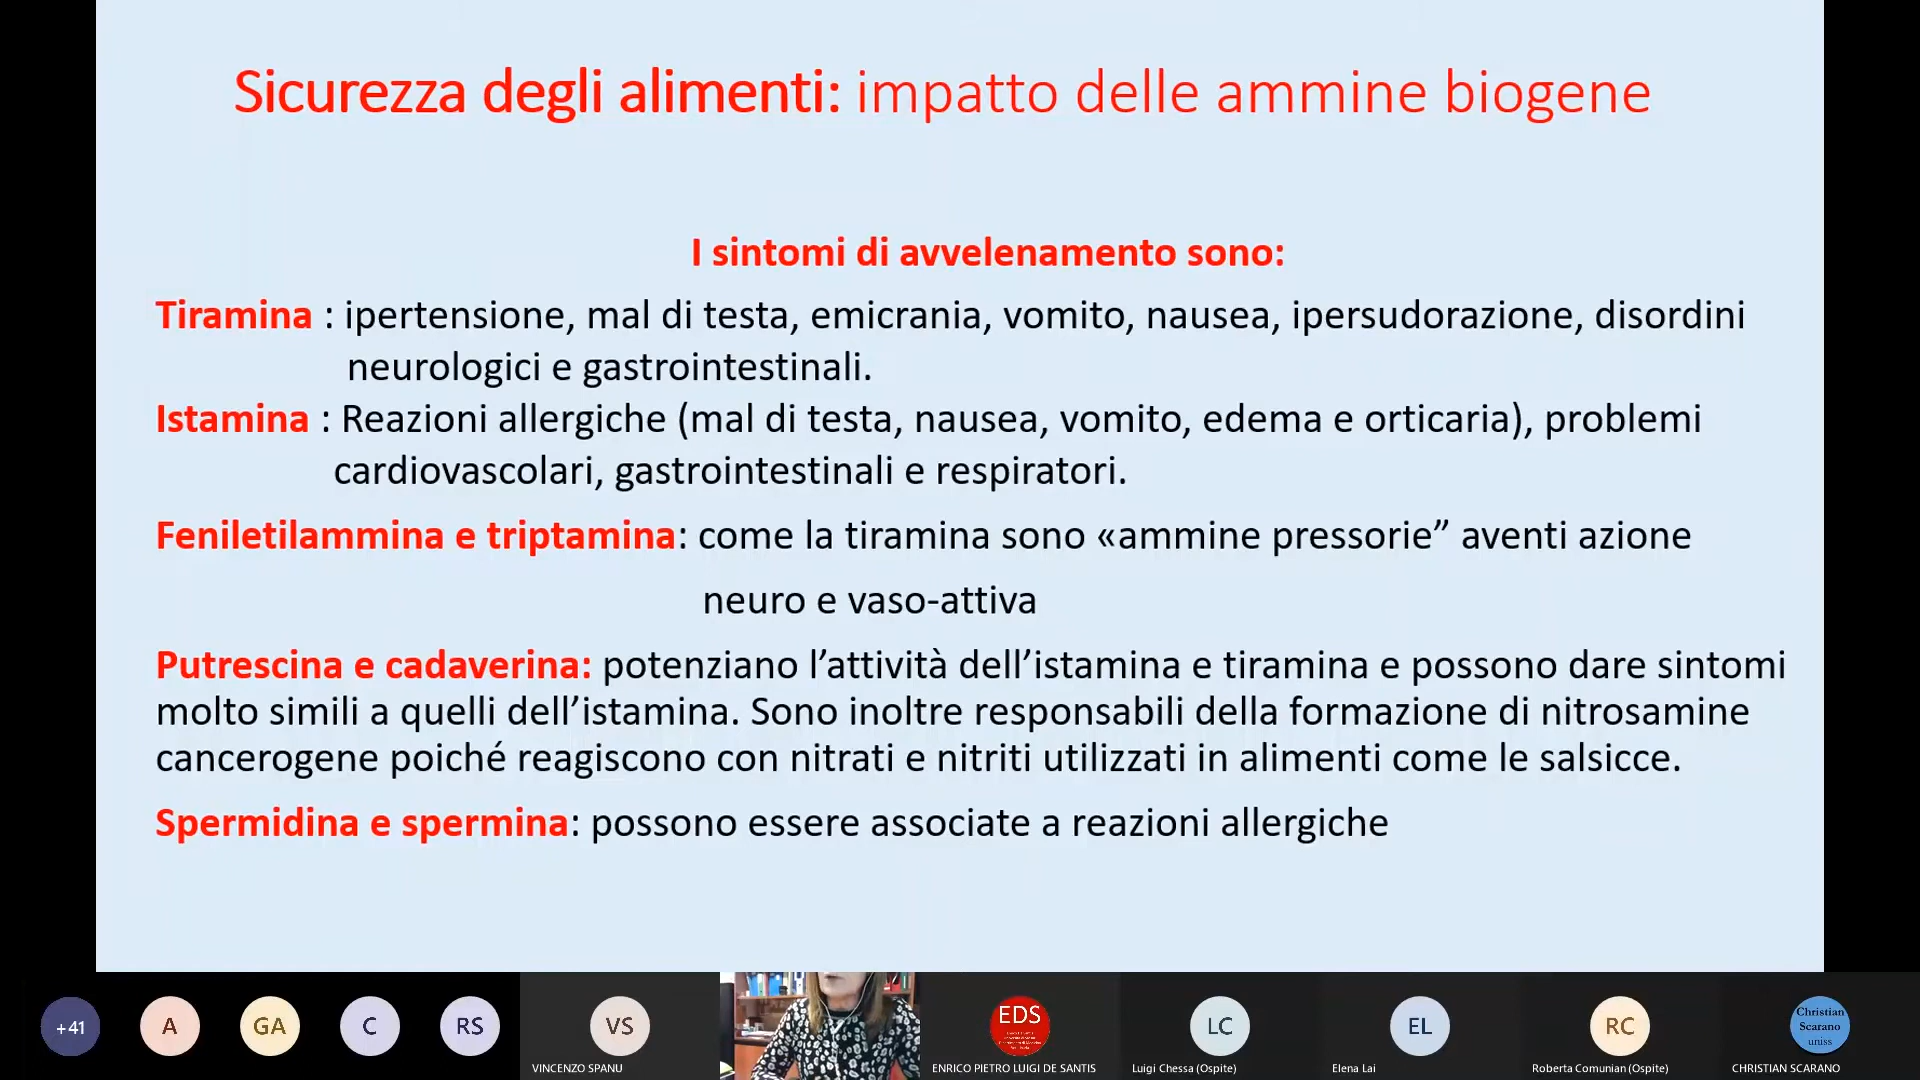 Sicurezza degli alimenti: impatto delle ammine biogene
I sintomi di avvelenamento sono:
Tiramina : ipertensione, mal di testa, emicrania, vomito, nausea, ipersudorazione, disordini
neurologici e gastrointestinali.
Istamina : Reazioni allergiche (mal di testa, nausea, vomito, edema e orticaria), problemi
cardiovascolari, gastrointestinali e respiratori.
Feniletilammina e triptamina: come la tiramina sono «ammine pressorie” aventi azione
neuro e vaso-attiva
Putrescina e cadaverina: potenziano l’attività dell’istamina e tiramina e possono dare sintomi
molto simili a quelli dell’istamina. Sono inoltre responsabili della formazione di nitrosamine
cancerogene poiché reagiscono con nitrati e nitriti utilizzati in alimenti come le salsicce.
Spermidina e spermina: possono essere associate a reazioni allergiche
+41
A
GA
C
RS
VS
VINCENZO SPANU
EDS
ENRICO PIETRO LUIGI DE SANTIS
LC
Luigi Chessa (Ospite)
EL
Elena Lai
RC
Roberta Comunian (Ospite)
Christian
Scarano
uniss
CHRISTIAN SCARANO